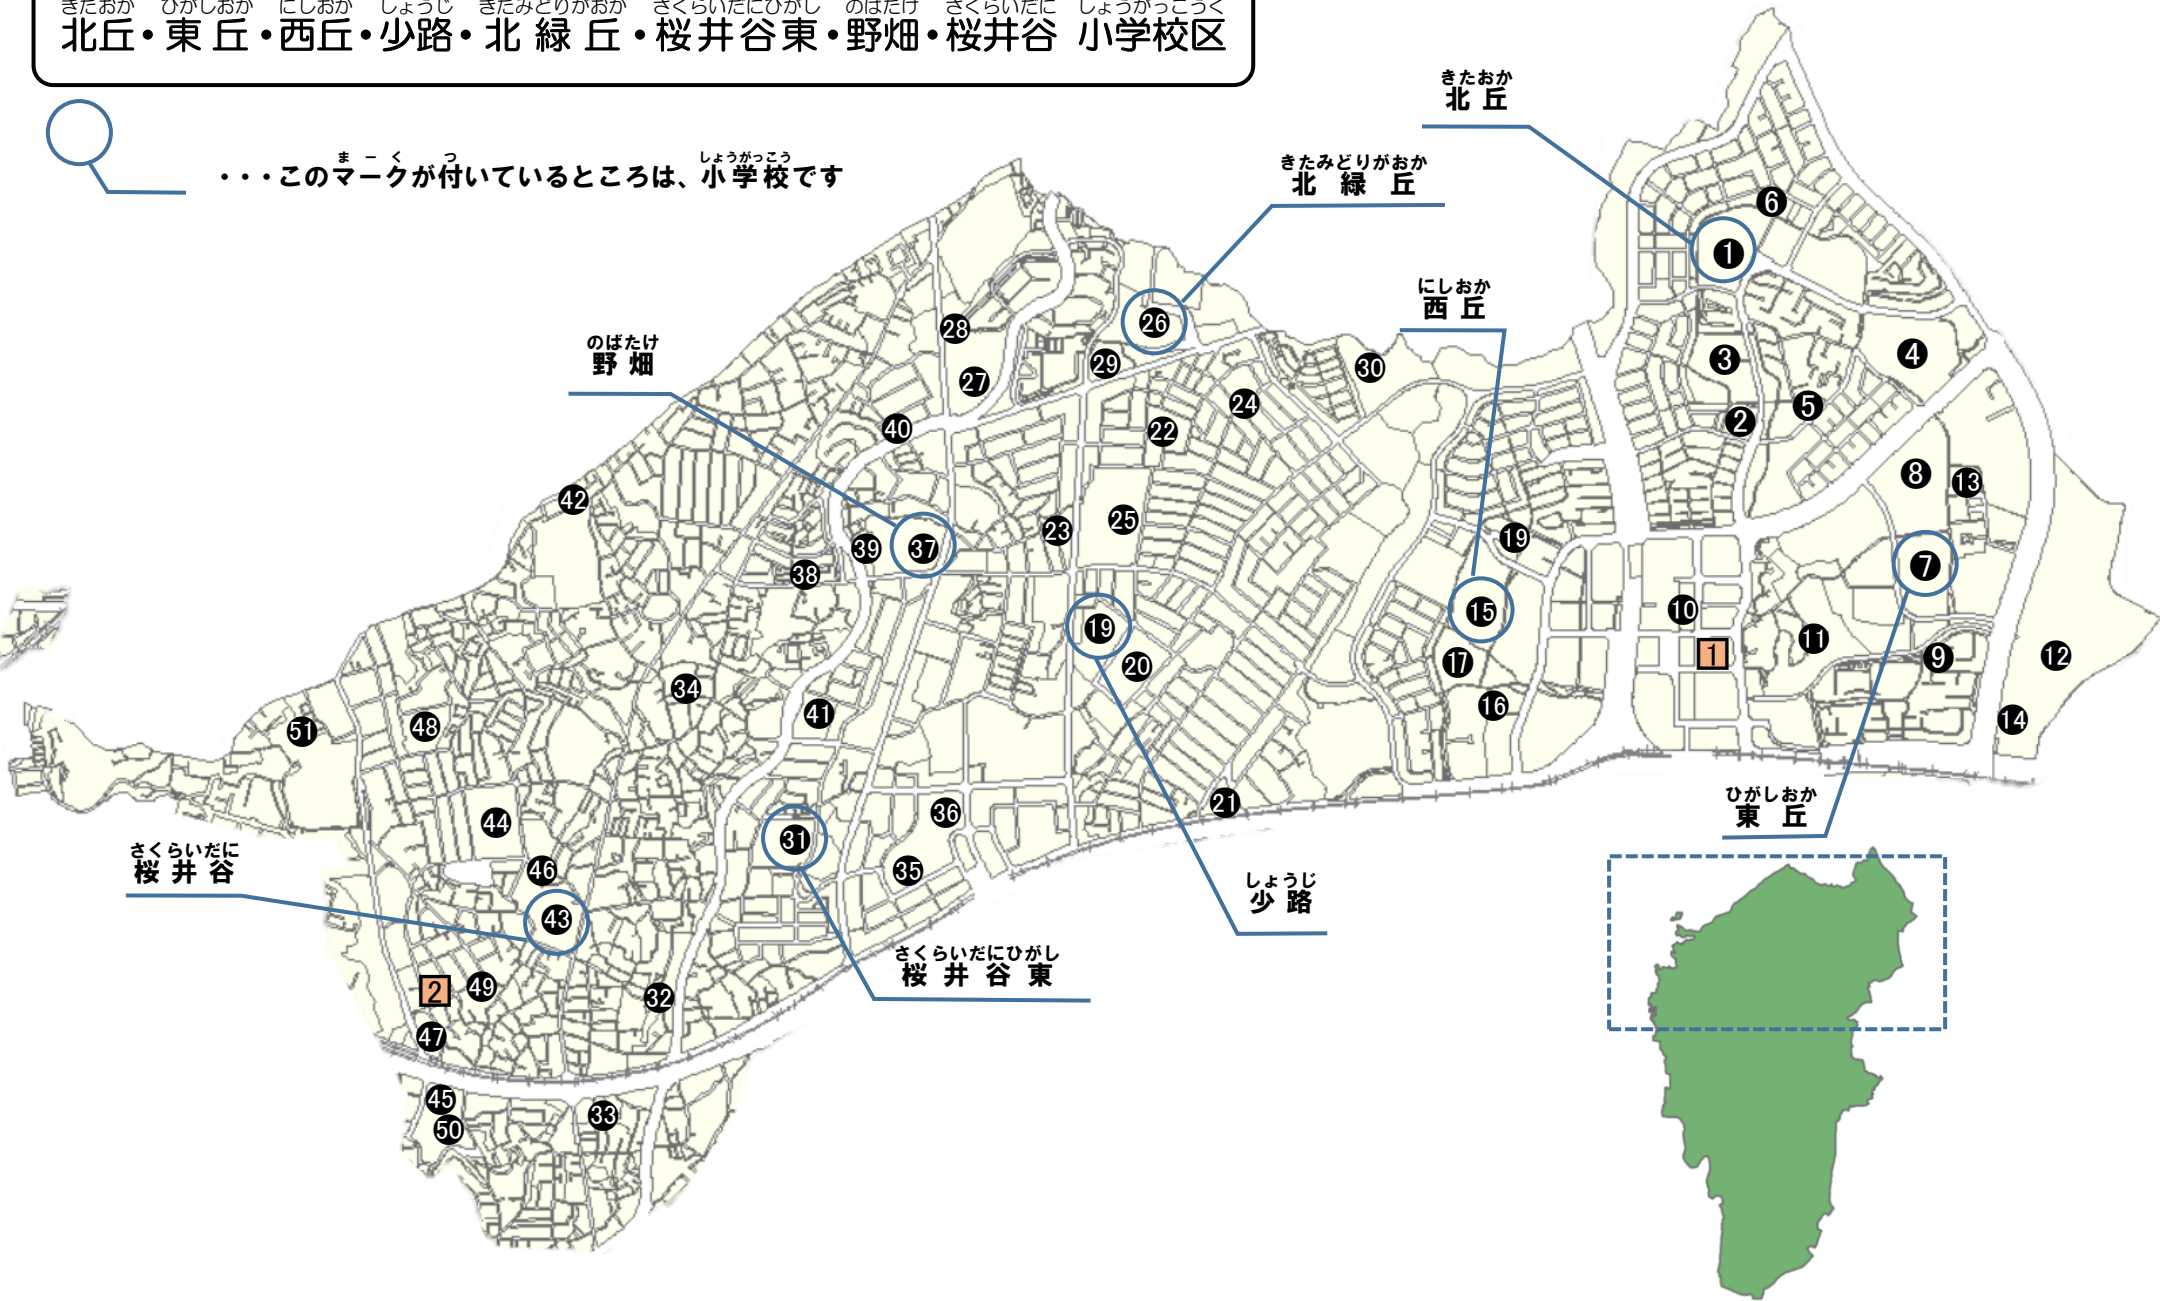 きたおか ひがしおか にしおか しょうじ きたみどりがおか さくらいだにひがし のばたけ さくらいだに しょうがっこうく
北丘・東丘・西丘・少路・北緑丘・桜井谷東・野畑・桜井谷 小学校区
まーく つ しょうがっこう
・・・このマークが付いているところは、小学校です
きたおか
北丘
きたみどりがおか
北緑丘
にしおか
西丘
のばたけ
野畑
6
1
26
28
3
4
29
30
27
24
5
2
40
22
8
13
42
25
23
19
39
37
7
38
10
15
19
11
1
9
12
20
17
34
16
41
14
48
51
ひがしおか
東丘
21
36
44
31
さくらいだに
桜井谷
46
35
しょうじ
少路
43
さくらいだにひがし
桜井谷東
49
2
32
47
45
33
50